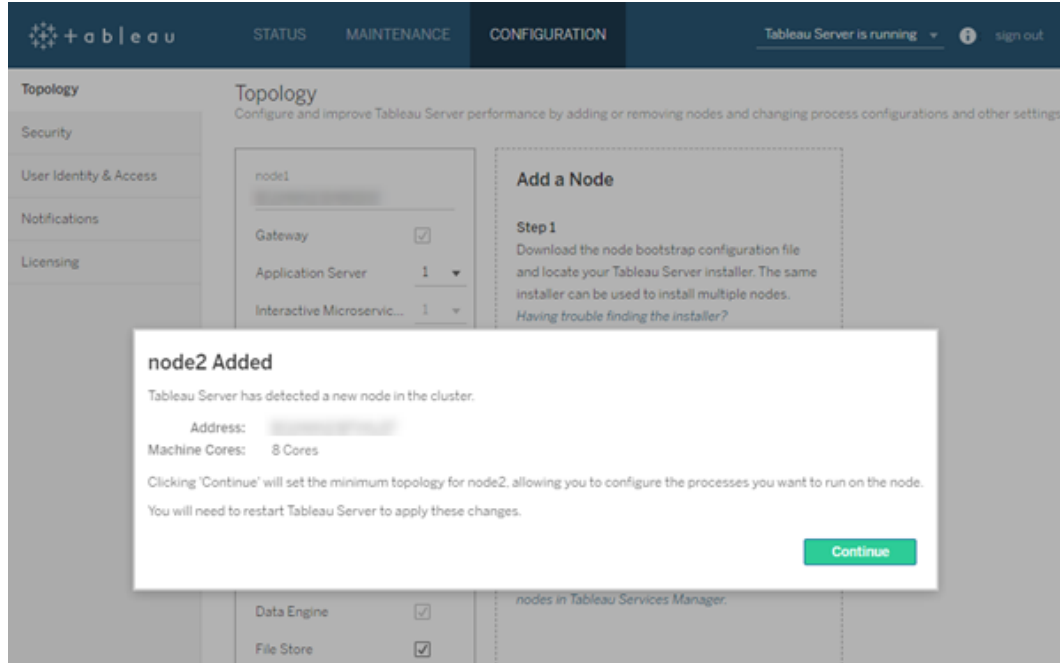 tableau
STATUS
MAINTENANCE
CONFIGURATION
Tableau Server is running
sign out
Topology
Security
User Identity & Access
Notifications
Licensing
Topology
Configure and improve Tableau Server performance by adding or removing nodes and changing process configurations and other settings
node1
Gateway
Application Server 1
Interactive Microservic... 1
Add a Node
Step 1
Download the node bootstrap configuration file
and locate your Tableau Server installer. The same
installer can be used to install multiple nodes.
Having trouble finding the installer?
node2 Added
Tableau Server has detected a new node in the cluster.
Address:
Machine Cores: 8 Cores
Clicking 'Continue' will set the minimum topology for node2, allowing you to configure the processes you want to run on the node.
You will need to restart Tableau Server to apply these changes.
Continue
nodes in Tableau Services Manager.
Data Engine
File Store